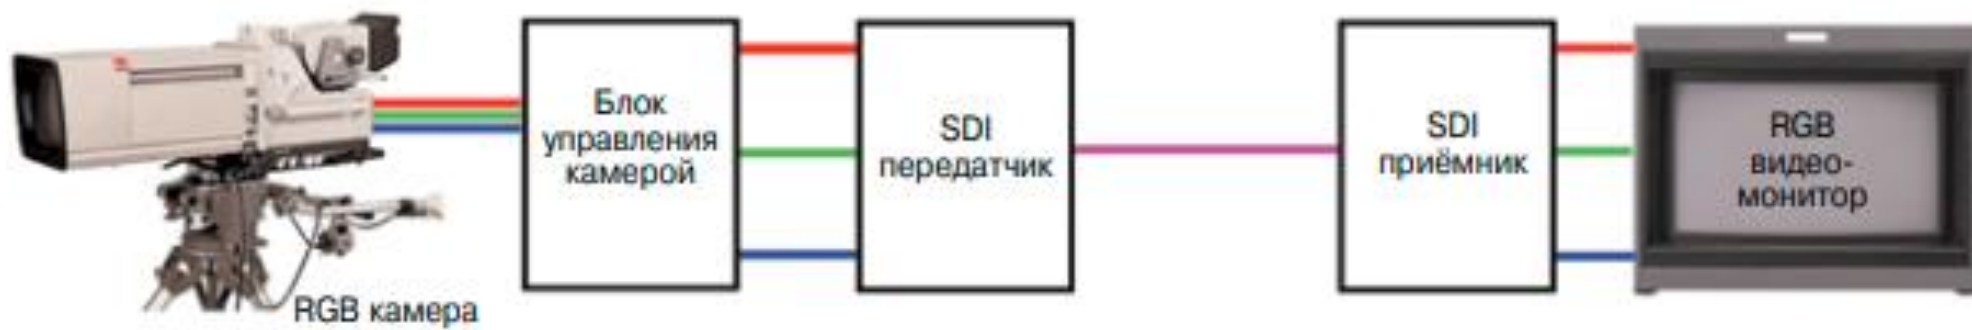 Блок
управления
камерой
SDI
передатчик
SDI
приёмник
RGB
видео-
монитор
RGB камера